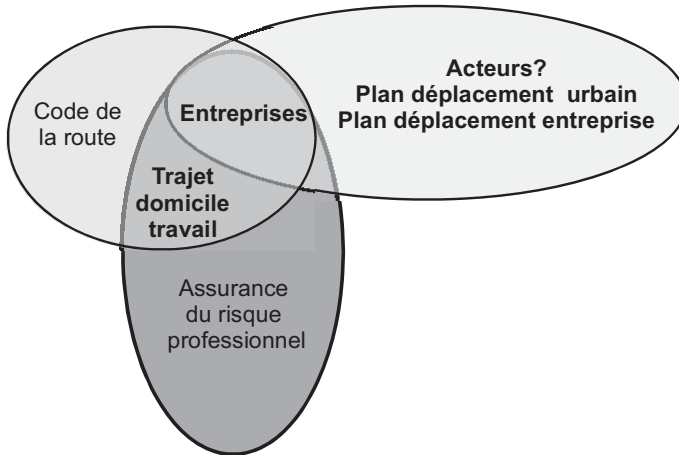 Acteurs?
Plan déplacement urbain
Plan déplacement entreprise
Code de
la route
Entreprises
Trajet
domicile
travail
Assurance
du risque
professionnel